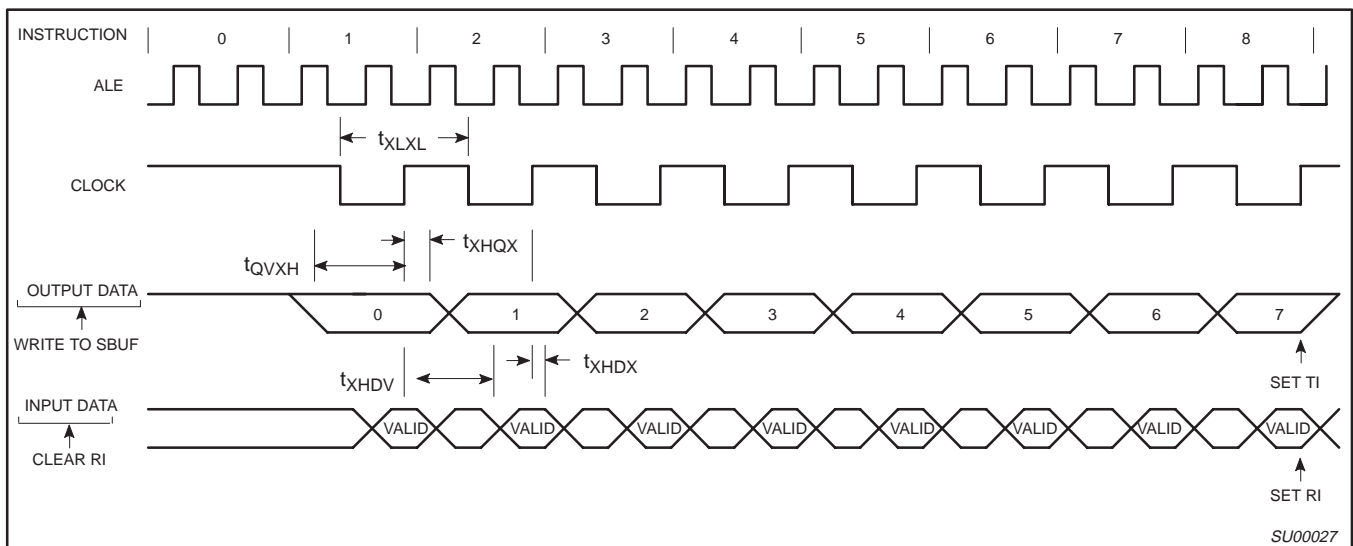 INSTRUCTION 0 1 2 3 4 5 6 7 8
ALE
tXLXL
CLOCK
tXHQX
tQVXH
OUTPUT DATA
0 1 2 3 4 5 6 7
WRITE TO SBUF
tXHDX
tXHDV
SET TI
INPUT DATA
VALID VALID VALID VALID VALID VALID VALID VALID
CLEAR RI
SET RI
SU00027